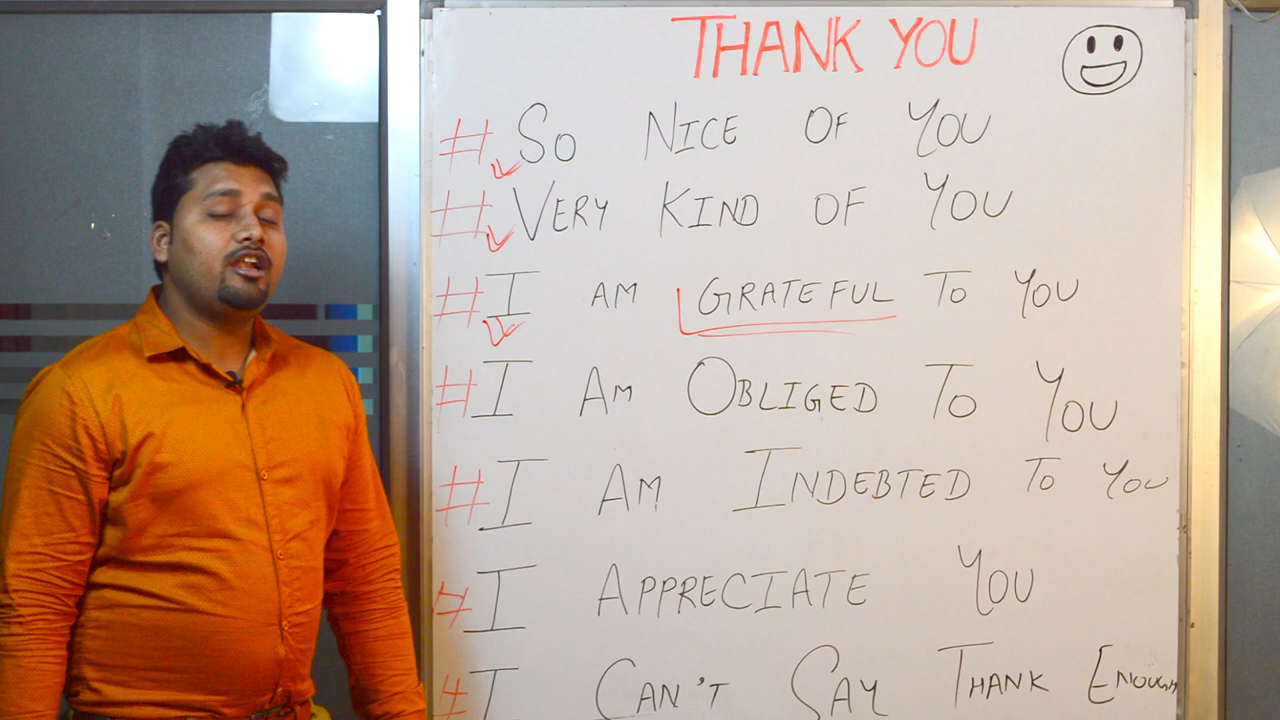 THANK YOU
# SO NICE OF YOU
# VERY KIND OF YOU
# I AM GRATEFUL TO YOU
# I AM OBLIGED TO YOU
# I AM INDEBTED TO YOU
# I APPRECIATE YOU
# I CAN'T SAY THANK ENOUGH